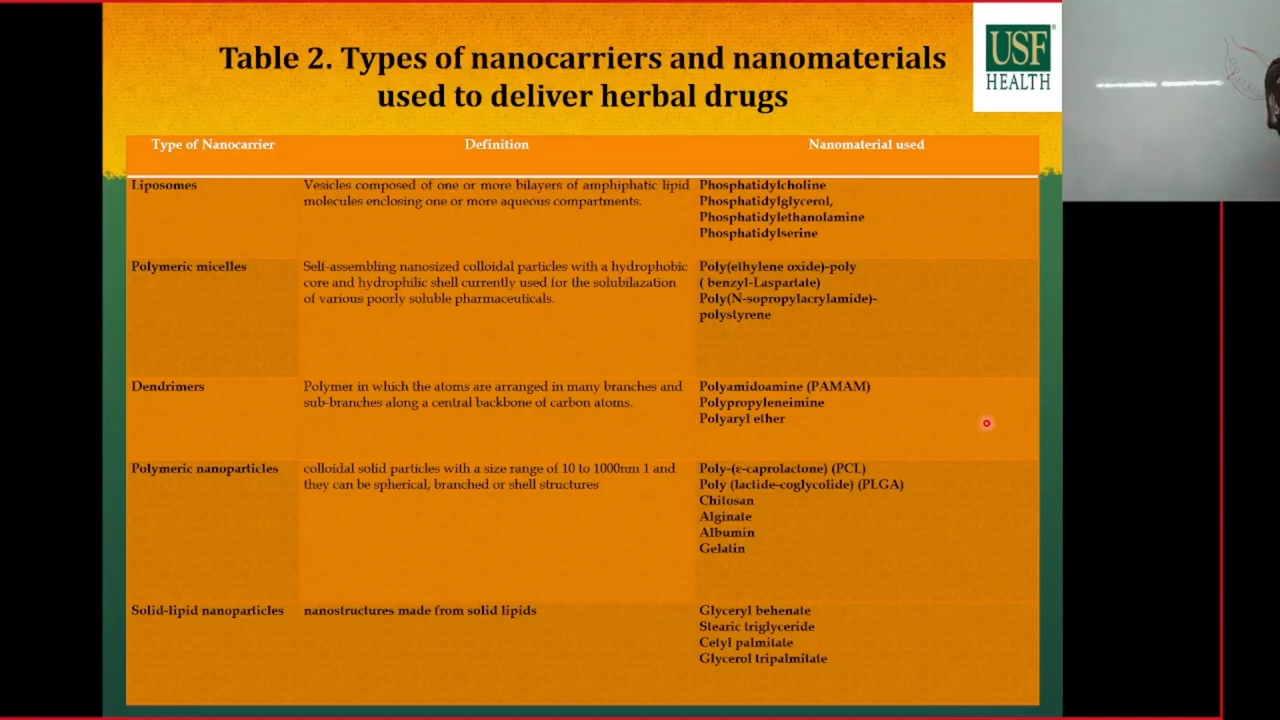 Table 2. Types of nanocarriers and nanomaterials
used to deliver herbal drugs
USF
HEALTH
Type of Nanocarrier Definition Nanomaterial used
Liposomes
Vesicles composed of one or more bilayers of amphiphatic lipid
molecules enclosing one or more aqueous compartments.
Phosphatidylcholine
Phosphatidylglycerol,
Phosphatidylethanolamine
Phosphatidylserine
Polymeric micelles
Self-assembling nanosized colloidal particles with a hydrophobic
core and hydrophilic shell currently used for the solubilazation
of various poorly soluble pharmaceuticals.
Poly(ethylene oxide)-poly
( benzyl-Laspartate)
Poly(N-sopropylacrylamide)-
polystyrene
Dendrimers
Polymer in which the atoms are arranged in many branches and
sub-branches along a central backbone of carbon atoms.
Polyamidoamine (PAMAM)
Polypropyleneimine
Polyaryl ether
Polymeric nanoparticles
colloidal solid particles with a size range of 10 to 1000nm 1 and
they can be spherical, branched or shell structures
Poly-(ε-caprolactone) (PCL)
Poly (lactide-coglycolide) (PLGA)
Chitosan
Alginate
Albumin
Gelatin
Solid-lipid nanoparticles
nanostructures made from solid lipids
Glyceryl behenate
Stearic triglyceride
Cetyl palmitate
Glycerol tripalmitate